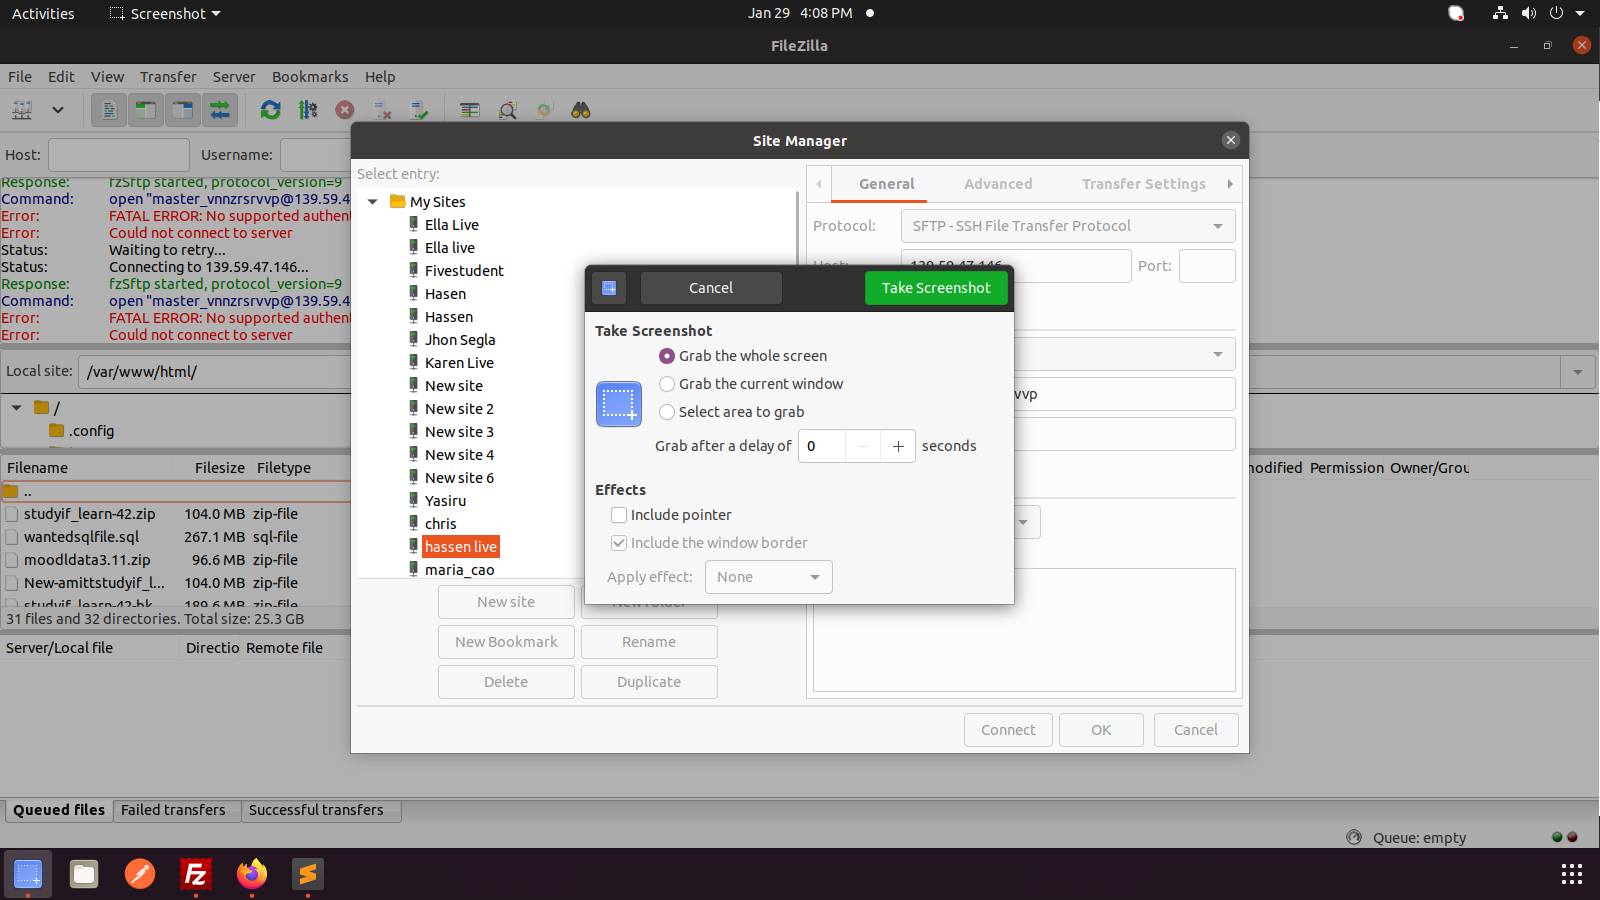 Activities
Screenshot
Jan 29 4:08 PM
FileZilla
File Edit View Transfer Server Bookmarks Help
Host:
Username:
Response: fzSftp started, protocol_version=9
Command: open "master_vnnzrsrvvp@139.59.4
Error: FATAL ERROR: No supported authent
Error: Could not connect to server
Status: Waiting to retry...
Status: Connecting to 139.59.47.146...
Response: fzSftp started, protocol_version=9
Command: open "master_vnnzrsrvvp@139.59.4
Error: FATAL ERROR: No supported authent
Error: Could not connect to server
Local site: /var/www/html/
/
.config
Filename Filesize Filetype
..
studyif_learn-42.zip 104.0 MB zip-file
wantedsqlfile.sql 267.1 MB sql-file
moodldata3.11.zip 96.6 MB zip-file
New-amittstudyif_l... 104.0 MB zip-file
studyif_learn-42-bk 189.6 MB zip-file
31 files and 32 directories. Total size: 25.3 GB
Server/Local file Directio Remote file
Site Manager
Select entry:
My Sites
Ella Live
Ella live
Fivestudent
Hasen
Hassen
Jhon Segla
Karen Live
New site
New site 2
New site 3
New site 4
New site 6
Yasiru
chris
hassen live
maria_cao
New site
New folder
New Bookmark
Rename
Delete
Duplicate
General Advanced Transfer Settings
Protocol: SFTP - SSH File Transfer Protocol
Host: 139.59.47.146 Port:
vvp
Connect
OK
Cancel
Cancel
Take Screenshot
Take Screenshot
Grab the whole screen
Grab the current window
Select area to grab
Grab after a delay of 0 seconds
Effects
Include pointer
Include the window border
Apply effect: None
odified Permission Owner/Grou
Queued files Failed transfers Successful transfers
Queue: empty
Fz